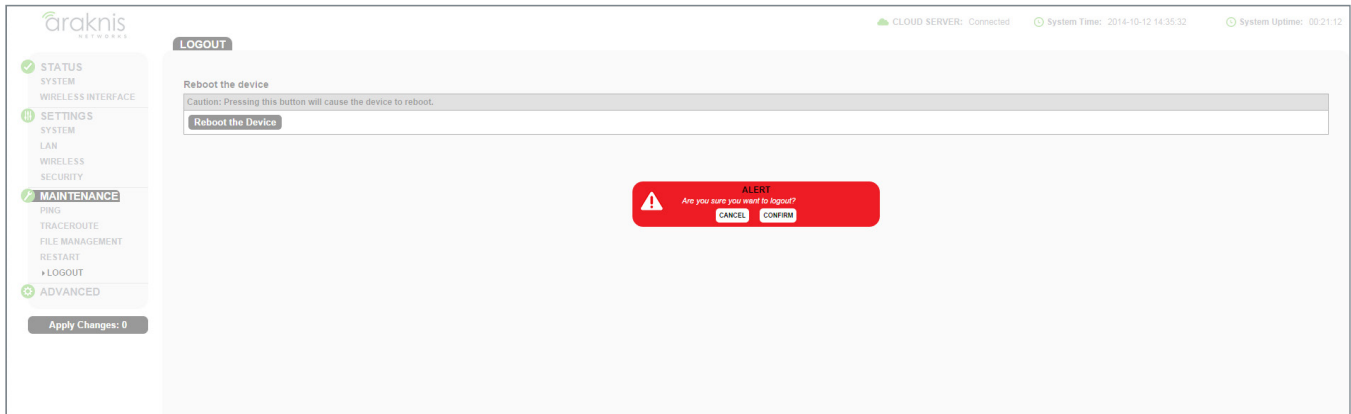 araknis
NETWORKS
CLOUD SERVER: Connected
System Time: 2014-10-12 14:35:32
System Uptime: 00:21:12
LOGOUT
STATUS
SYSTEM
WIRELESS INTERFACE
SETTINGS
SYSTEM
LAN
WIRELESS
SECURITY
MAINTENANCE
PING
TRACEROUTE
FILE MANAGEMENT
RESTART
LOGOUT
ADVANCED
Apply Changes: 0
Reboot the device
Caution: Pressing this button will cause the device to reboot.
Reboot the Device
ALERT
Are you sure you want to logout?
CANCEL CONFIRM